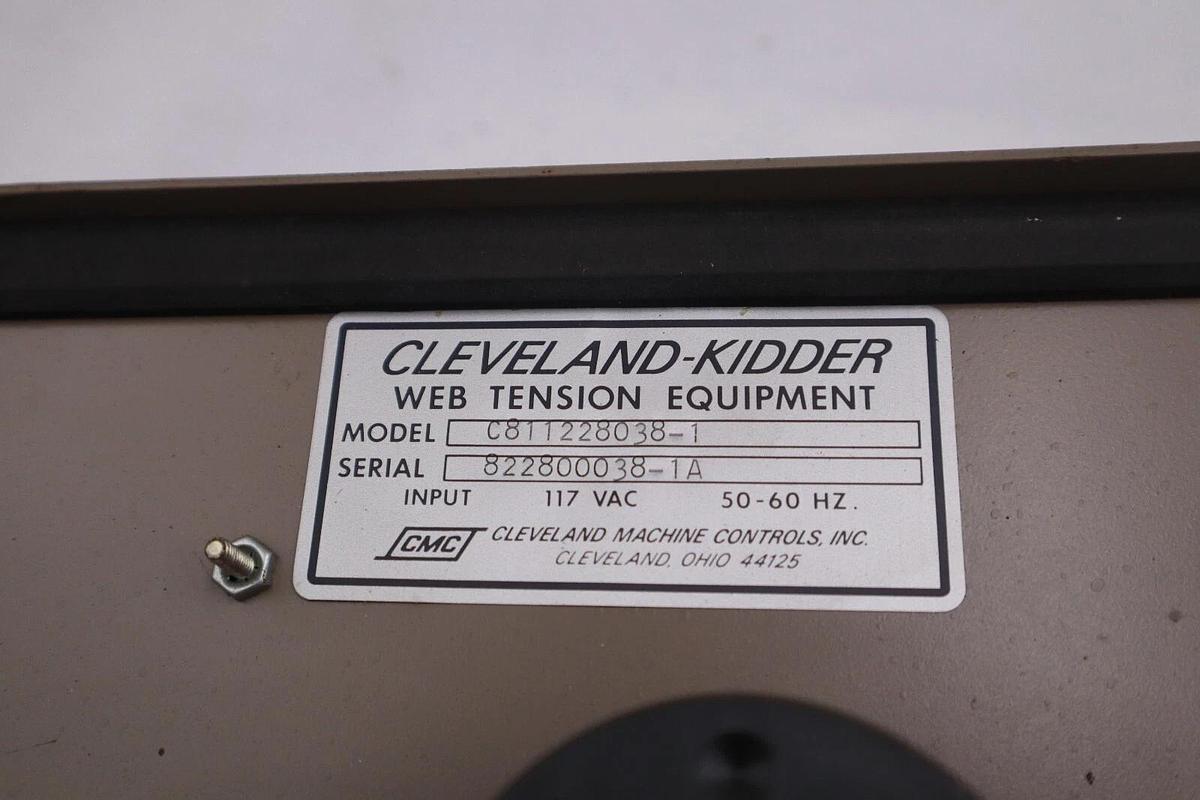 CLEVELAND-KIDDER
WEB TENSION EQUIPMENT
MODEL C811228038-1
SERIAL 822800038-1A
INPUT 117 VAC 50-60 HZ.
CMC CLEVELAND MACHINE CONTROLS, INC.
CLEVELAND, OHIO 44125